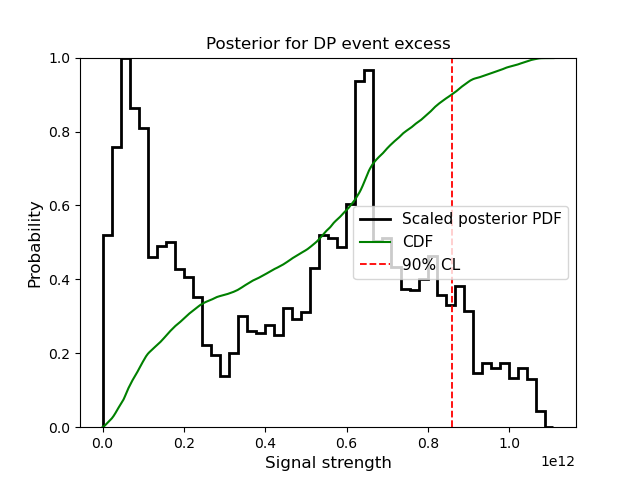 Posterior for DP event excess
Probability
1.0
0.8
0.6
0.4
0.2
0.0
Scaled posterior PDF
CDF
90% CL
0.0 0.2 0.4 0.6 0.8 1.0
1e12
Signal strength